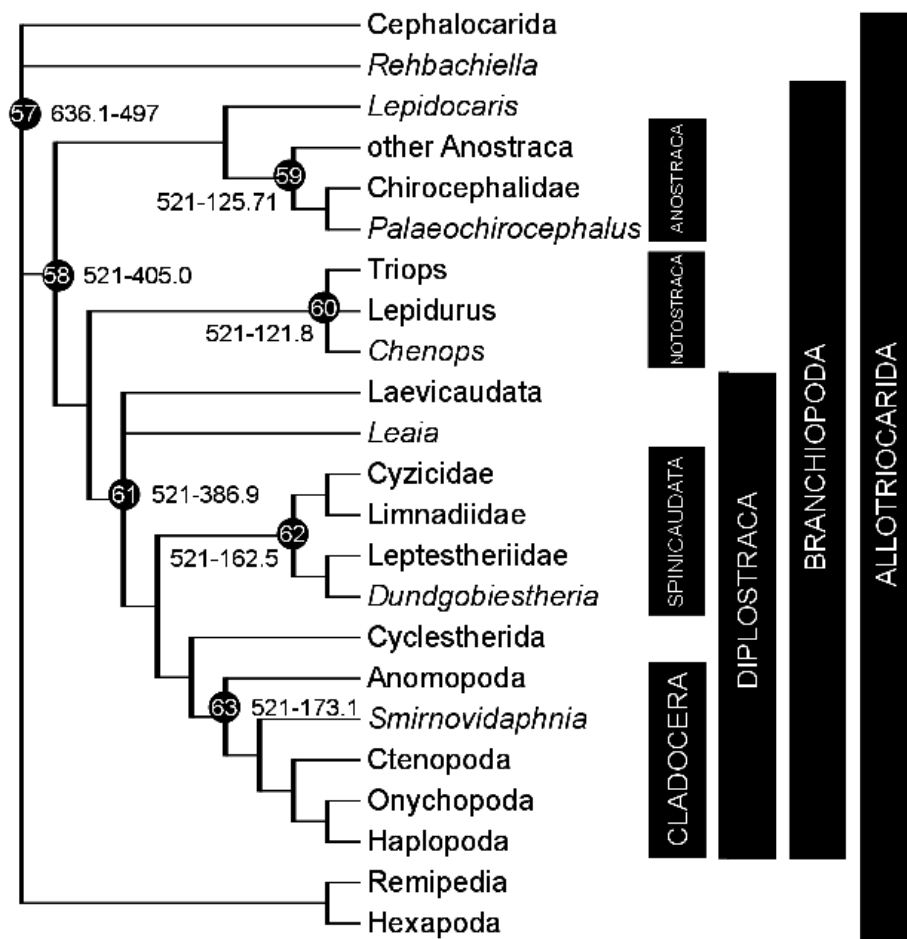 Cephalocarida
Rehbachiella
57 636.1-497
Lepidocaris
other Anostraca
59
521-125.71
Chirocephalidae
Palaeochirocephalus
ANOSTRACA
58 521-405.0
Triops
60 Lepidurus
521-121.8
Chenops
NOTOSTRACA
Laevicaudata
Leaia
61 521-386.9
Cyzicidae
Limnadiidae
62
521-162.5
Leptestheriidae
Dundgobiestheria
SPINICAUDATA
Cyclestherida
Anomopoda
63 521-173.1
Smirnovidaphnia
Ctenopoda
Onychopoda
Haplopoda
CLADOCERA
DIPLOSTRACA
BRANCHIOPODA
ALLOTRIOCARIDA
Remipedia
Hexapoda